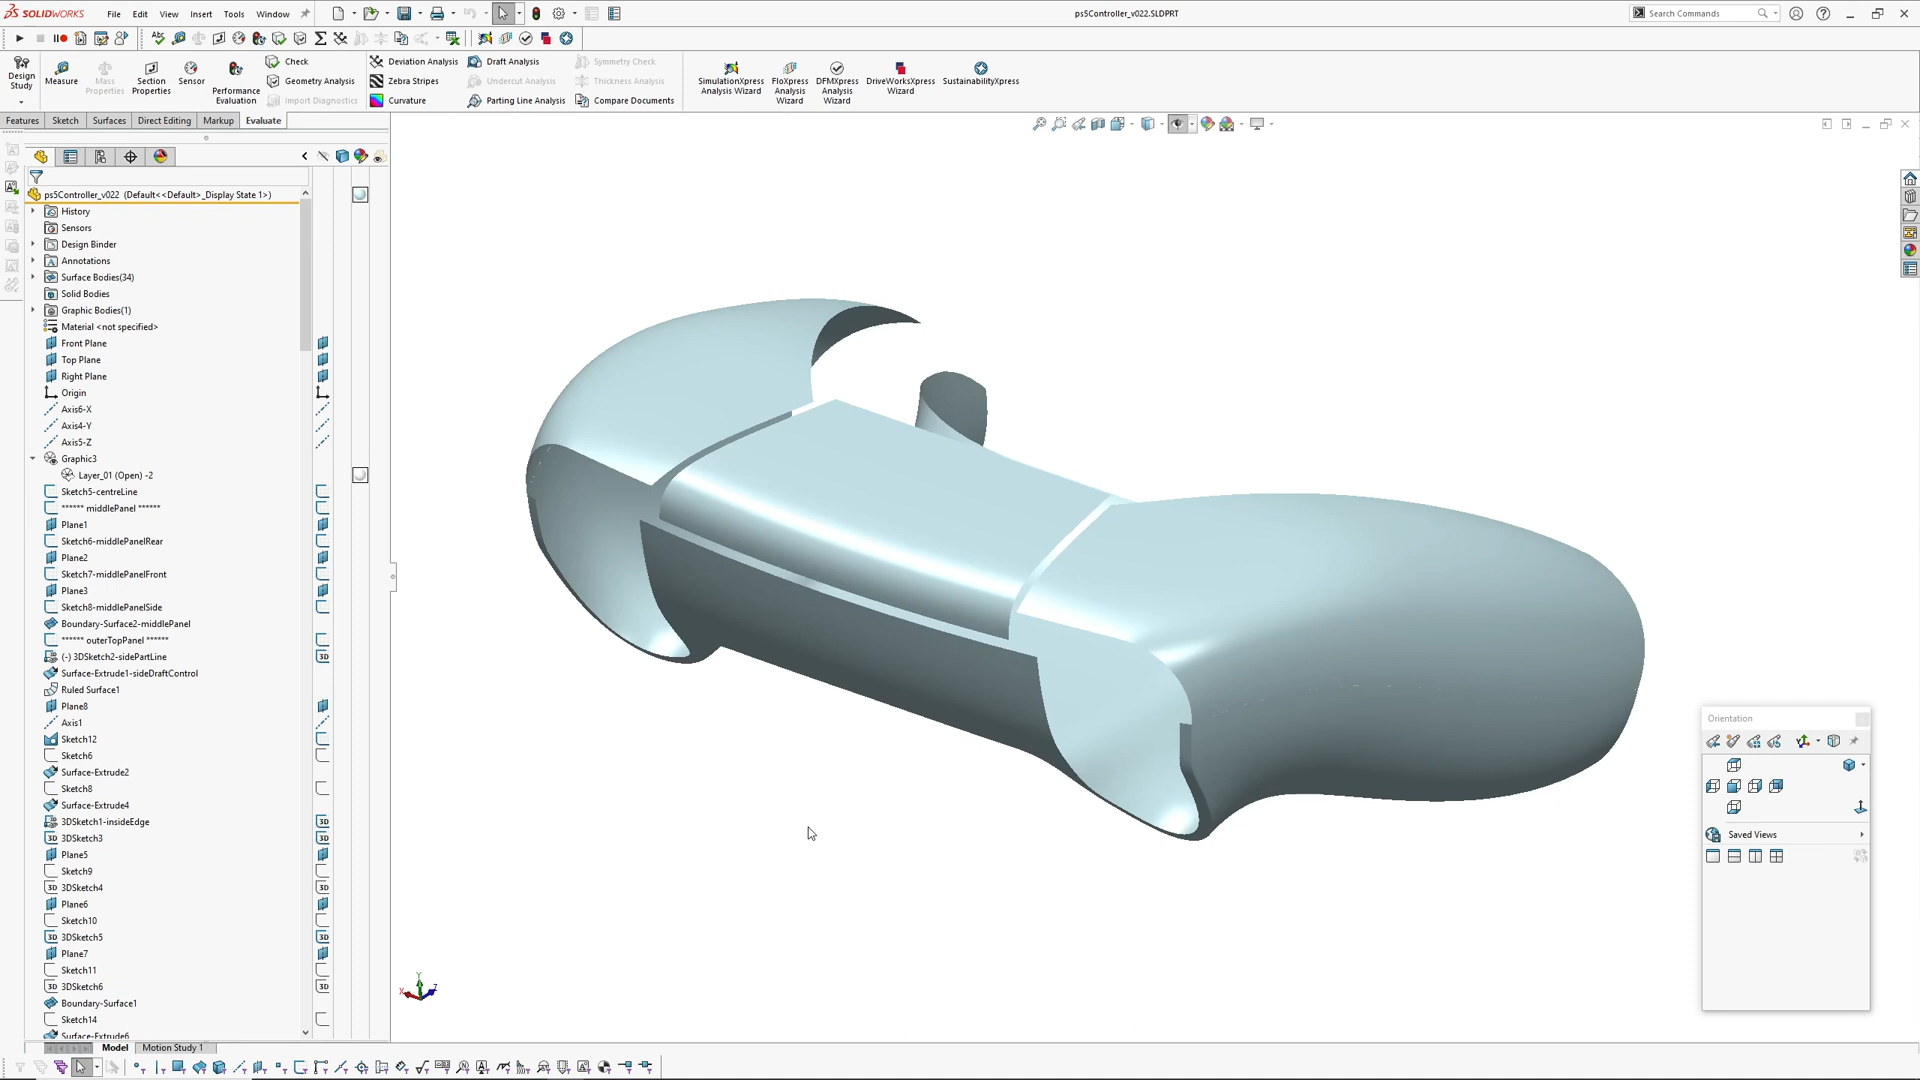 SOLIDWORKS File Edit View Insert Tools Window
ps5Controller_v022.SLDPRT
Search Commands
Design Study
Measure
Mass Properties
Section Properties
Sensor
Performance Evaluation
Check
Geometry Analysis
Import Diagnostics
Deviation Analysis
Zebra Stripes
Curvature
Draft Analysis
Undercut Analysis
Parting Line Analysis
Symmetry Check
Thickness Analysis
Compare Documents
SimulationXpress Analysis Wizard
FloXpress Analysis Wizard
DFMXpress Analysis Wizard
DriveWorksXpress Wizard
SustainabilityXpress
Features Sketch Surfaces Direct Editing Markup Evaluate
ps5Controller_v022 (Default<<Default>_Display State 1>)
History
Sensors
Design Binder
Annotations
Surface Bodies(34)
Solid Bodies
Graphic Bodies(1)
Material <not specified>
Front Plane
Top Plane
Right Plane
Origin
Axis6-X
Axis4-Y
Axis5-Z
Graphic3
Layer_01 (Open) -2
Sketch5-centreLine
****** middlePanel ******
Plane1
Sketch6-middlePanelRear
Plane2
Sketch7-middlePanelFront
Plane3
Sketch8-middlePanelSide
Boundary-Surface2-middlePanel
****** outerTopPanel ******
(-) 3DSketch2-sidePartLine
Surface-Extrude1-sideDraftControl
Ruled Surface1
Plane8
Axis1
Sketch12
Sketch6
Surface-Extrude2
Sketch8
Surface-Extrude4
3DSketch1-insideEdge
3DSketch3
Plane5
Sketch9
3DSketch4
Plane6
Sketch10
3DSketch5
Plane7
Sketch11
3DSketch6
Boundary-Surface1
Sketch14
Surface-Extrude6
Model Motion Study 1
Orientation
Saved Views
X Y Z